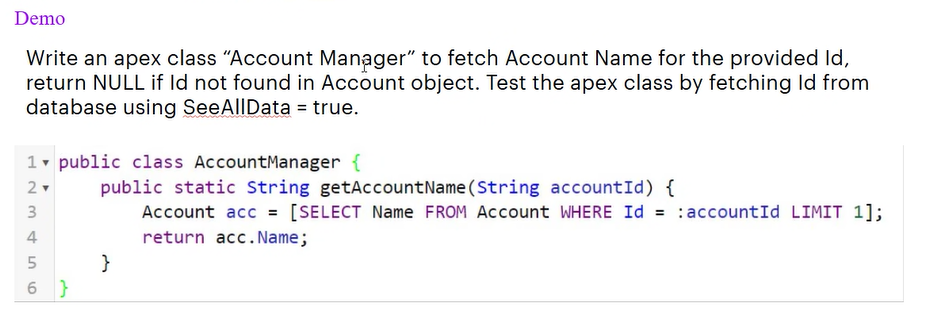 Demo
Write an apex class “Account Manager” to fetch Account Name for the provided Id,
return NULL if Id not found in Account object. Test the apex class by fetching Id from
database using SeeAllData = true.
1 public class AccountManager {
2 public static String getAccountName(String accountId) {
3 Account acc = [SELECT Name FROM Account WHERE Id = :accountId LIMIT 1];
4 return acc.Name;
5 }
6 }